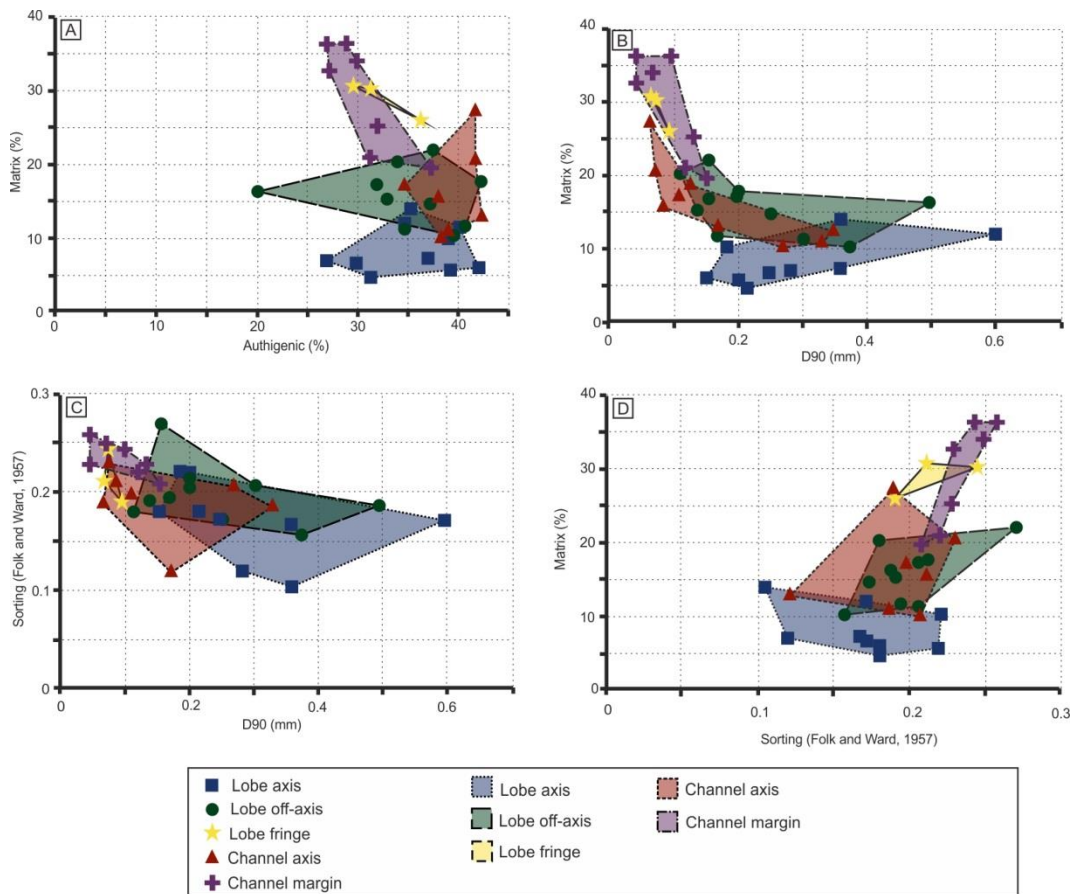 A
40
30
20
10
0
Matrix (%)
0
10
20
30
40
Authigenic (%)
B
40
30
20
10
0
Matrix (%)
0
0.2
0.4
0.6
D90 (mm)
C
0.3
0.2
0.1
0
Sorting (Folk and Ward, 1957)
0
0.1
0.2
0.4
0.6
D90 (mm)
D
40
30
20
10
0
Matrix (%)
0
0.1
0.2
0.3
Sorting (Folk and Ward, 1957)
Lobe axis
Lobe off-axis
Lobe fringe
Channel axis
Channel margin
Lobe axis
Lobe off-axis
Lobe fringe
Channel axis
Channel margin